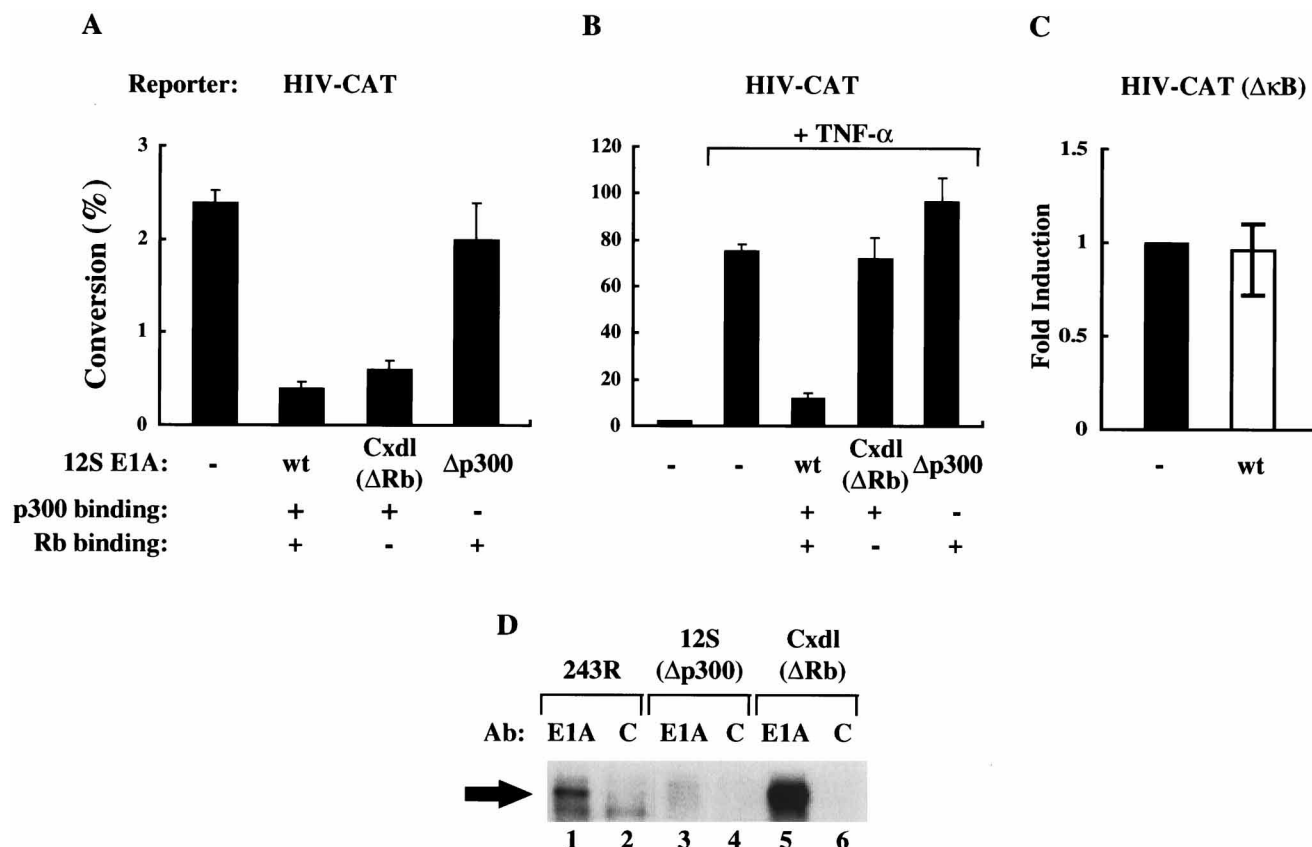 A
Reporter: HIV-CAT
Conversion (%)
3
2
1
0
12S E1A: - wt Cxdl (ΔRb) Δp300
p300 binding: + + -
Rb binding: + - +
B
HIV-CAT
+ TNF-α
120
100
80
60
40
20
0
- - wt Cxdl (ΔRb) Δp300
+ + -
+ - +
C
HIV-CAT (ΔκB)
Fold Induction
1.5
1
0.5
0
- wt
D
243R 12S (Δp300) Cxdl (ΔRb)
Ab: E1A C E1A C E1A C
1 2 3 4 5 6